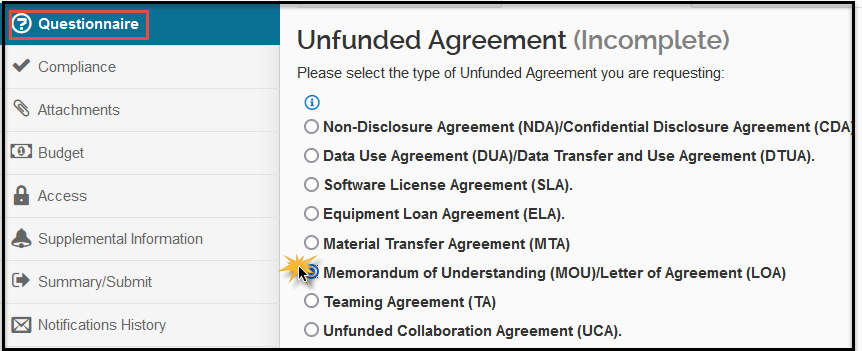 Questionnaire
Compliance
Attachments
Budget
Access
Supplemental Information
Summary/Submit
Notifications History
Unfunded Agreement (Incomplete)
Please select the type of Unfunded Agreement you are requesting:
Non-Disclosure Agreement (NDA)/Confidential Disclosure Agreement (CDA
Data Use Agreement (DUA)/Data Transfer and Use Agreement (DTUA).
Software License Agreement (SLA).
Equipment Loan Agreement (ELA).
Material Transfer Agreement (MTA)
Memorandum of Understanding (MOU)/Letter of Agreement (LOA)
Teaming Agreement (TA)
Unfunded Collaboration Agreement (UCA).